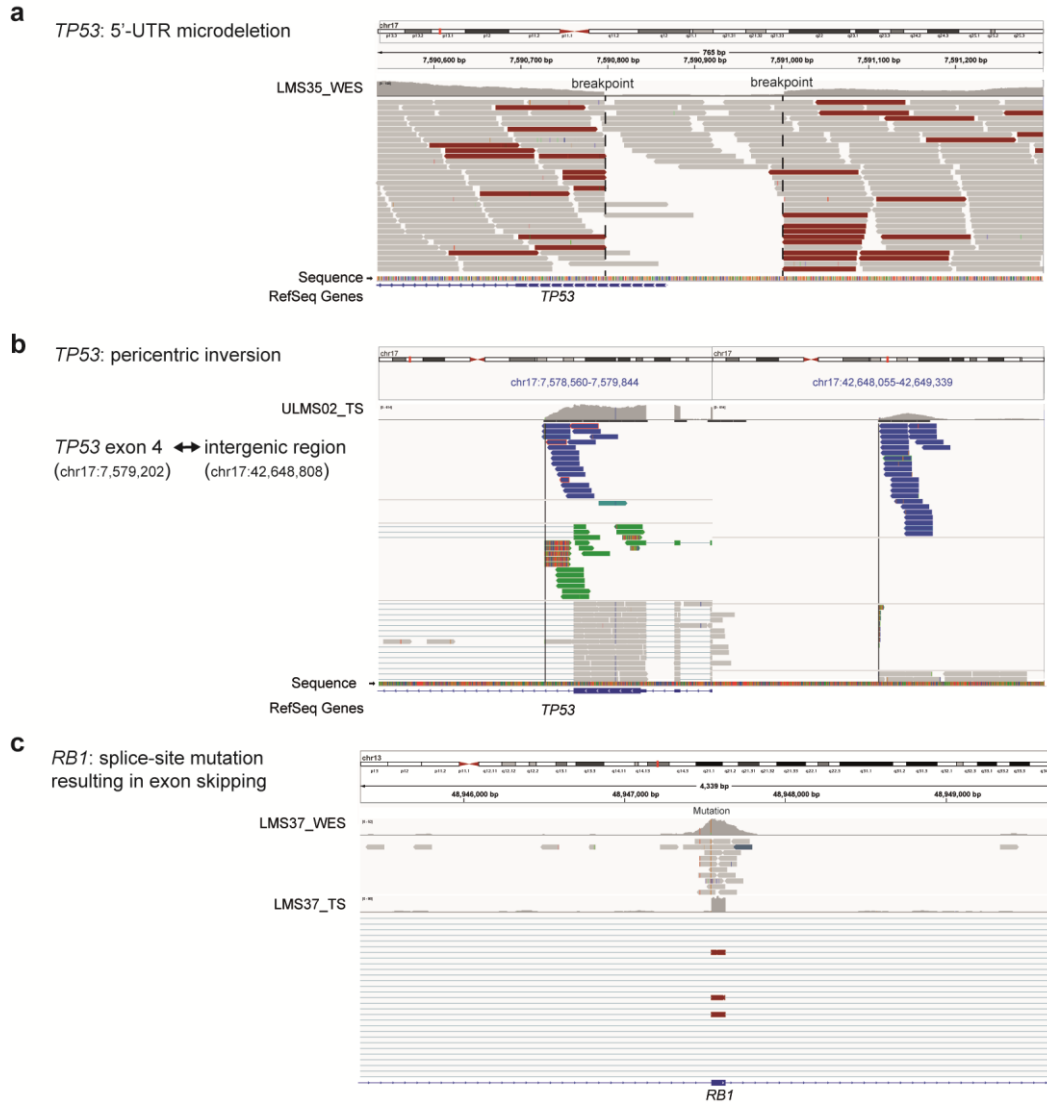 a
TP53: 5’-UTR microdeletion
chr17
765 bp
7,590,600 bp 7,590,700 bp 7,590,800 bp 7,590,900 bp 7,591,000 bp 7,591,100 bp 7,591,200 bp
LMS35_WES
breakpoint breakpoint
Sequence
RefSeq Genes
TP53
b
TP53: pericentric inversion
chr17 chr17
chr17:7,578,560-7,579,844 chr17:42,648,055-42,649,339
ULMS02_TS
TP53 exon 4 ↔ intergenic region
(chr17:7,579,202) (chr17:42,648,808)
Sequence
RefSeq Genes
TP53
c
RB1: splice-site mutation
resulting in exon skipping
chr13
4,339 bp
48,946,000 bp 48,947,000 bp 48,948,000 bp 48,949,000 bp
Mutation
LMS37_WES
LMS37_TS
RB1